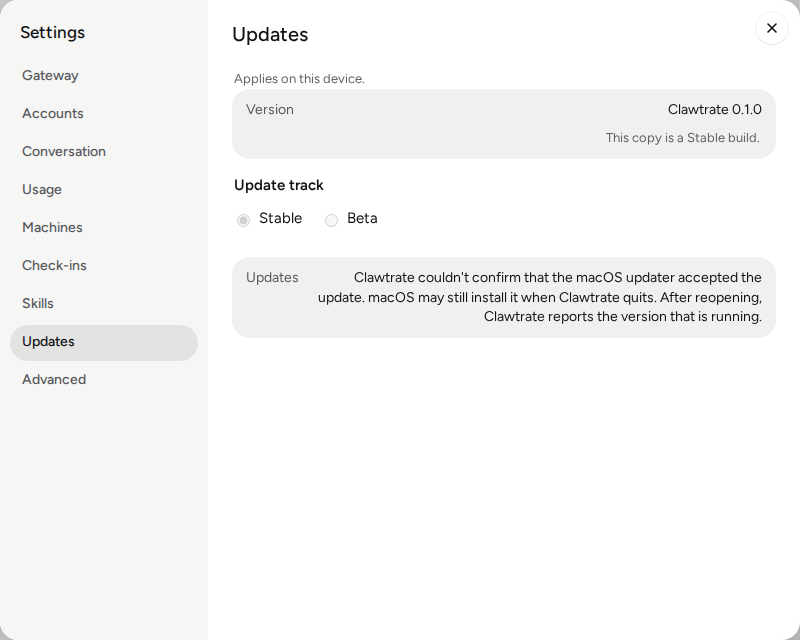 Settings
Gateway
Accounts
Conversation
Usage
Machines
Check-ins
Skills
Updates
Advanced
Updates
Applies on this device.
Version Clawtrate 0.1.0
This copy is a Stable build.
Update track
Stable Beta
Updates Clawtrate couldn't confirm that the macOS updater accepted the
update. macOS may still install it when Clawtrate quits. After reopening,
Clawtrate reports the version that is running.